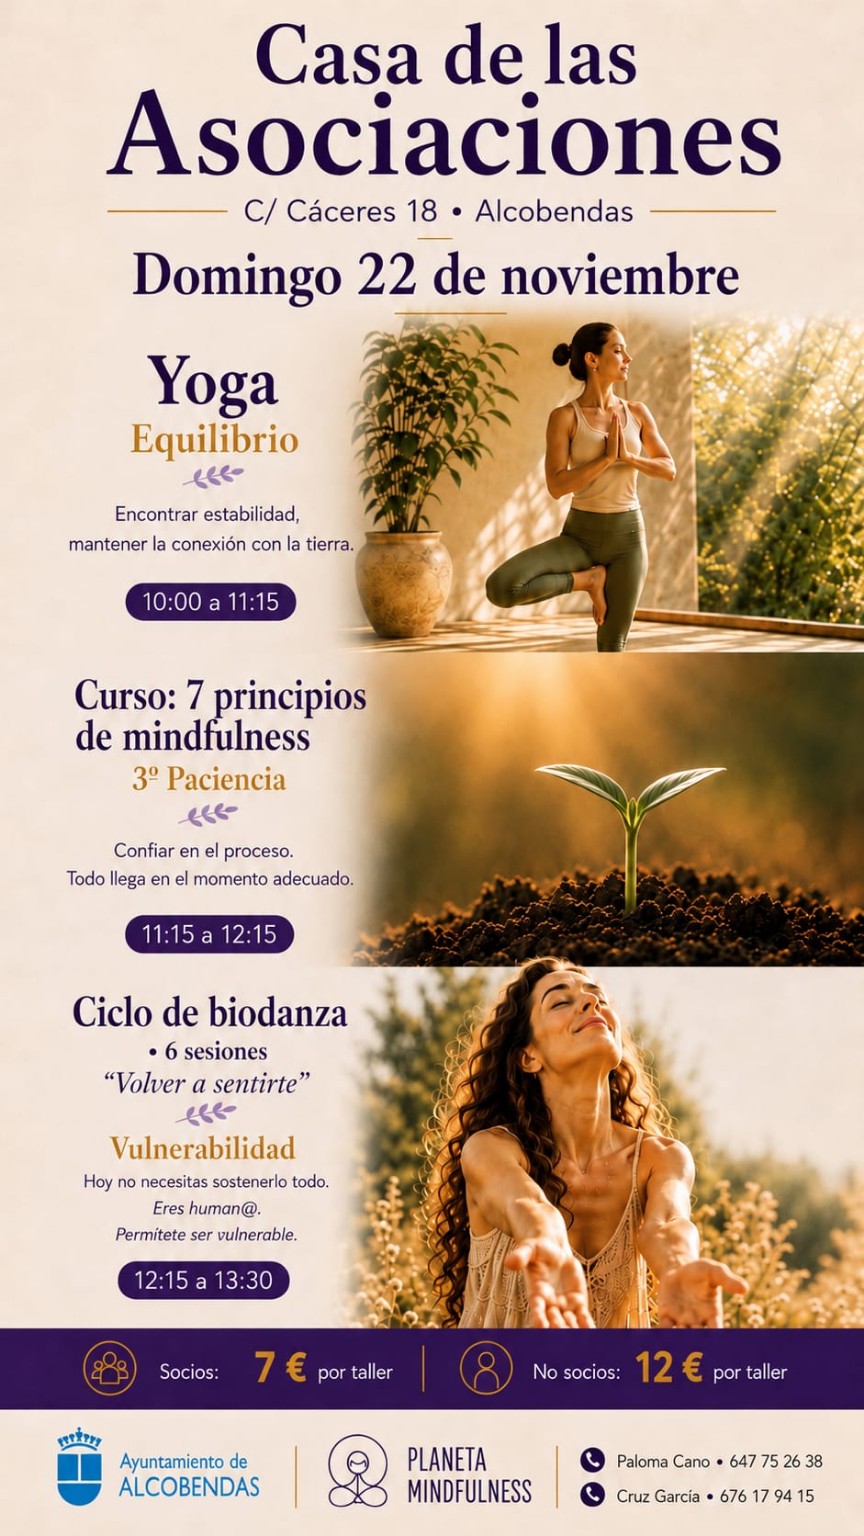 Casa de las
Asociaciones
C/ Cáceres 18 • Alcobendas
Domingo 22 de noviembre
Yoga
Equilibrio
Encontrar estabilidad,
mantener la conexión con la tierra.
10:00 a 11:15
Curso: 7 principios
de mindfulness
3º Paciencia
Confiar en el proceso.
Todo llega en el momento adecuado.
11:15 a 12:15
Ciclo de biodanza
• 6 sesiones
“Volver a sentirte”
Vulnerabilidad
Hoy no necesitas sostenerlo todo.
Eres human@.
Permítete ser vulnerable.
12:15 a 13:30
Socios: 7 € por taller
No socios: 12 € por taller
Ayuntamiento de
ALCOBENDAS
PLANETA
MINDFULNESS
Paloma Cano • 647 75 26 38
Cruz García • 676 17 94 15